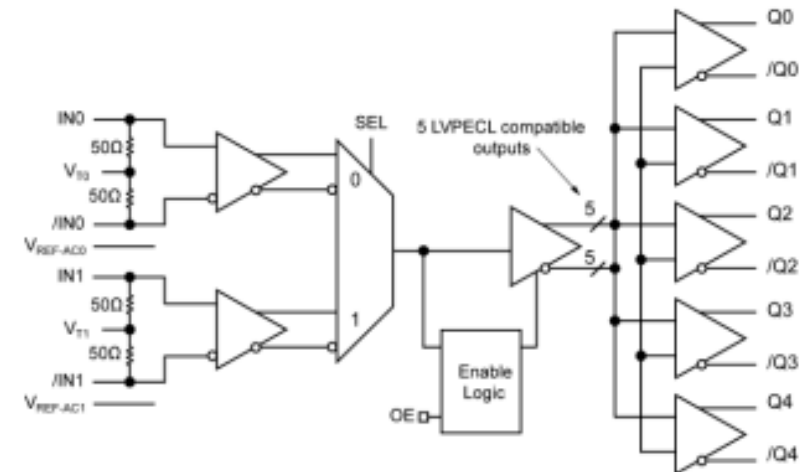 IN0
50Ω
VT0
50Ω
/IN0
VREF-AC0
IN1
50Ω
VT1
50Ω
/IN1
VREF-AC1
SEL
0
1
5 LVPECL compatible
outputs
5
5
Enable
Logic
OE
Q0
/Q0
Q1
/Q1
Q2
/Q2
Q3
/Q3
Q4
/Q4